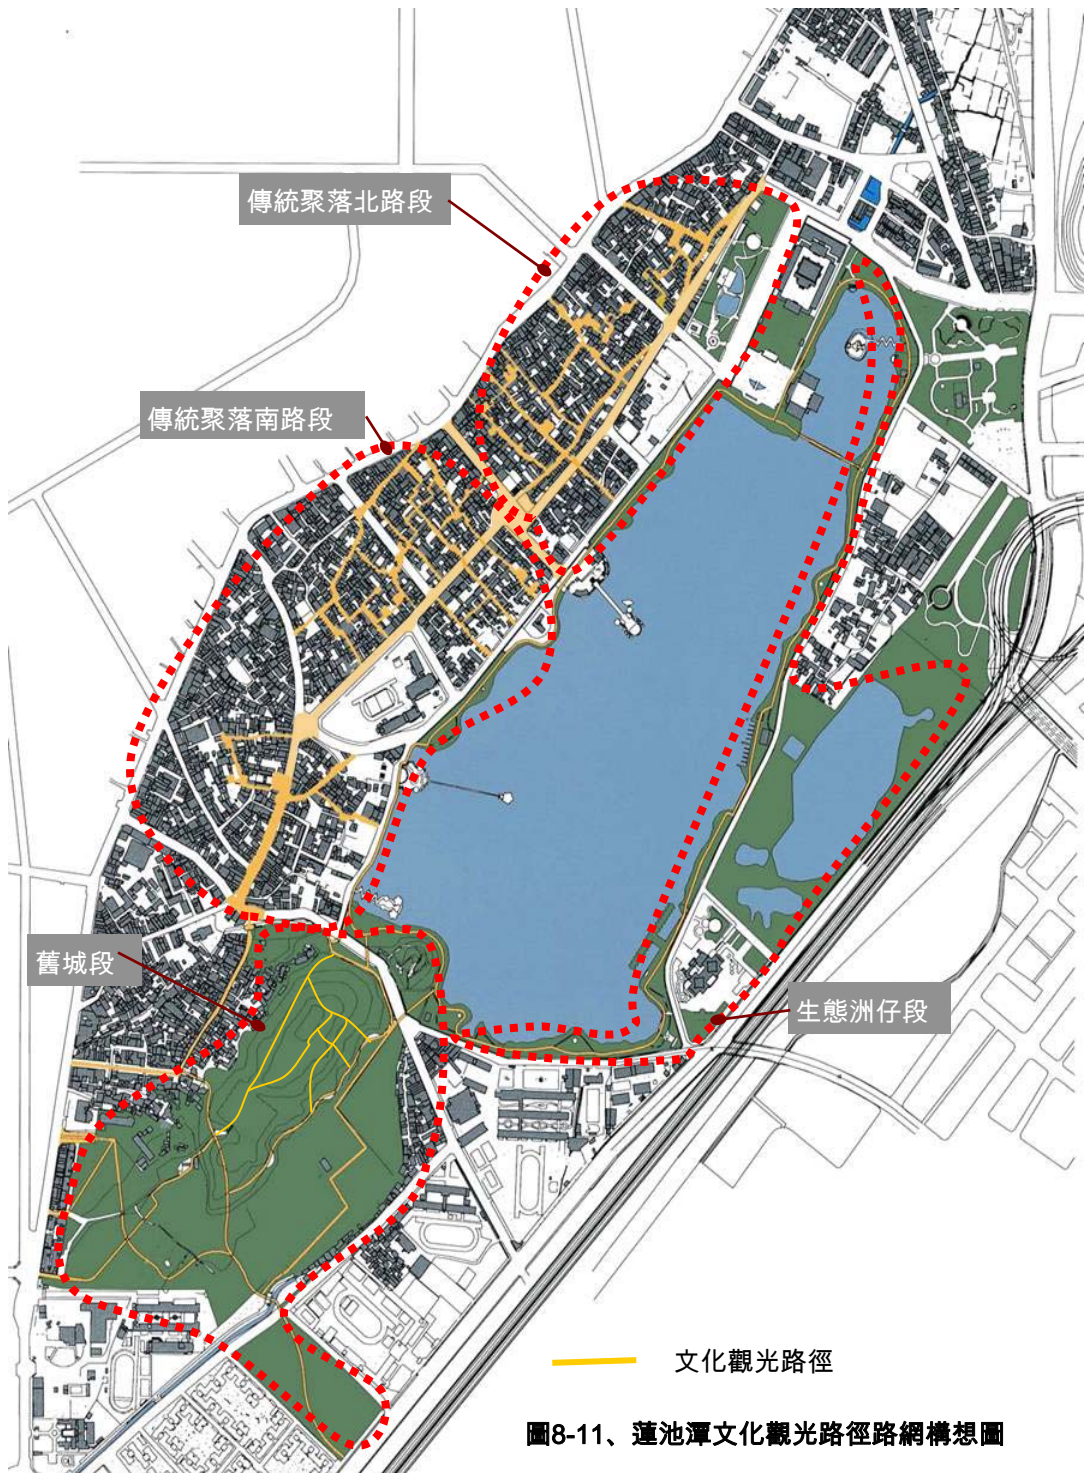 傳統聚落北路段
傳統聚落南路段
舊城段
生態洲仔段
文化觀光路徑
圖8-11、蓮池潭文化觀光路徑路網構想圖